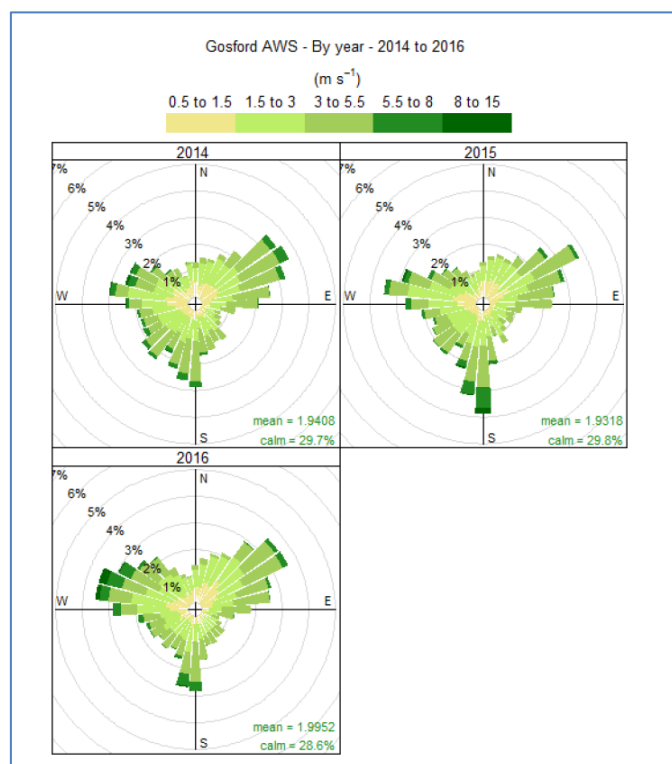 Gosford AWS - By year - 2014 to 2016
(m s⁻¹)
0.5 to 1.5 1.5 to 3 3 to 5.5 5.5 to 8 8 to 15
2014
7%
6%
5%
4%
3%
2%
1%
N
W
E
S
mean = 1.9408
calm = 29.7%
2015
7%
6%
5%
4%
3%
2%
1%
N
W
E
S
mean = 1.9318
calm = 29.8%
2016
7%
6%
5%
4%
3%
2%
1%
N
W
E
S
mean = 1.9952
calm = 28.6%